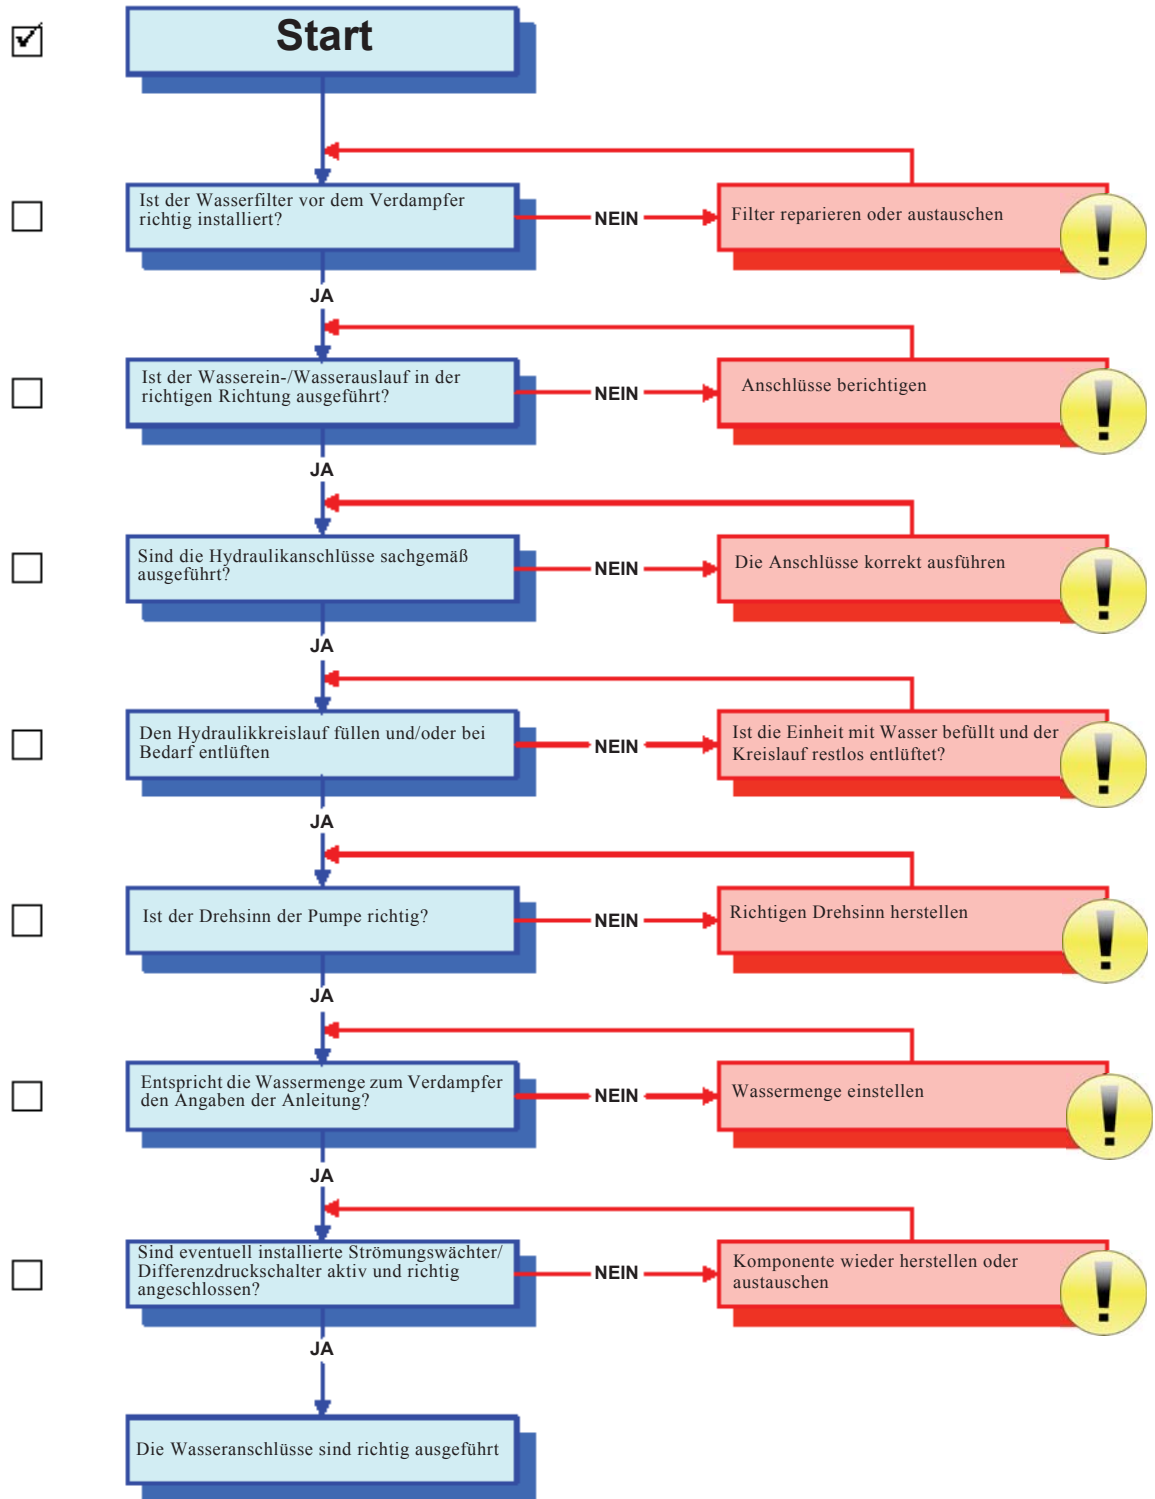 Start
Ist der Wasserfilter vor dem Verdampfer
richtig installiert?
NEIN
Filter reparieren oder austauschen
JA
Ist der Wasserein-/Wasserauslauf in der
richtigen Richtung ausgeführt?
NEIN
Anschlüsse berichtigen
JA
Sind die Hydraulikanschlüsse sachgemäß
ausgeführt?
NEIN
Die Anschlüsse korrekt ausführen
JA
Den Hydraulikkreislauf füllen und/oder bei
Bedarf entlüften
NEIN
Ist die Einheit mit Wasser befüllt und der
Kreislauf restlos entlüftet?
JA
Ist der Drehsinn der Pumpe richtig?
NEIN
Richtigen Drehsinn herstellen
JA
Entspricht die Wassermenge zum Verdampfer
den Angaben der Anleitung?
NEIN
Wassermenge einstellen
JA
Sind eventuell installierte Strömungswächter/
Differenzdruckschalter aktiv und richtig
angeschlossen?
NEIN
Komponente wieder herstellen oder
austauschen
JA
Die Wasseranschlüsse sind richtig ausgeführt